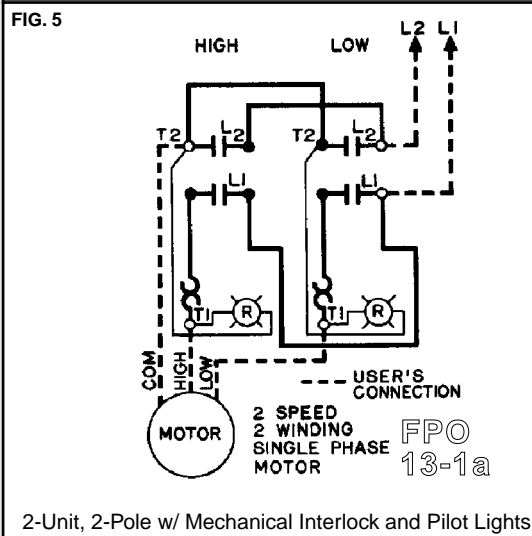 FIG. 5
L2 L1
HIGH LOW
T2 L2 T2 L2
L1 L1
T1 R T1 R
COM
HIGH
LOW
USER'S
CONNECTION
MOTOR
2 SPEED
2 WINDING
SINGLE PHASE
MOTOR
FPO
13-1a
2-Unit, 2-Pole w/ Mechanical Interlock and Pilot Lights